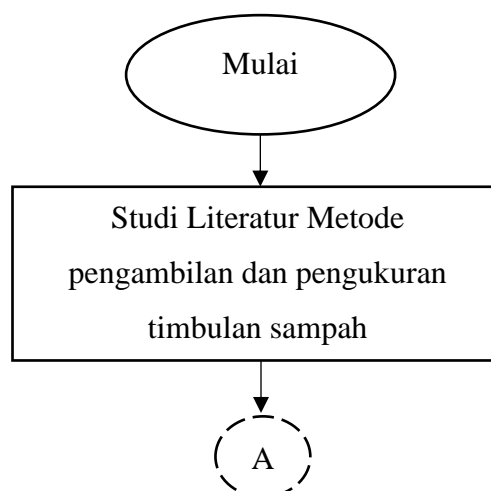 Mulai
Studi Literatur Metode
pengambilan dan pengukuran
timbulan sampah
A